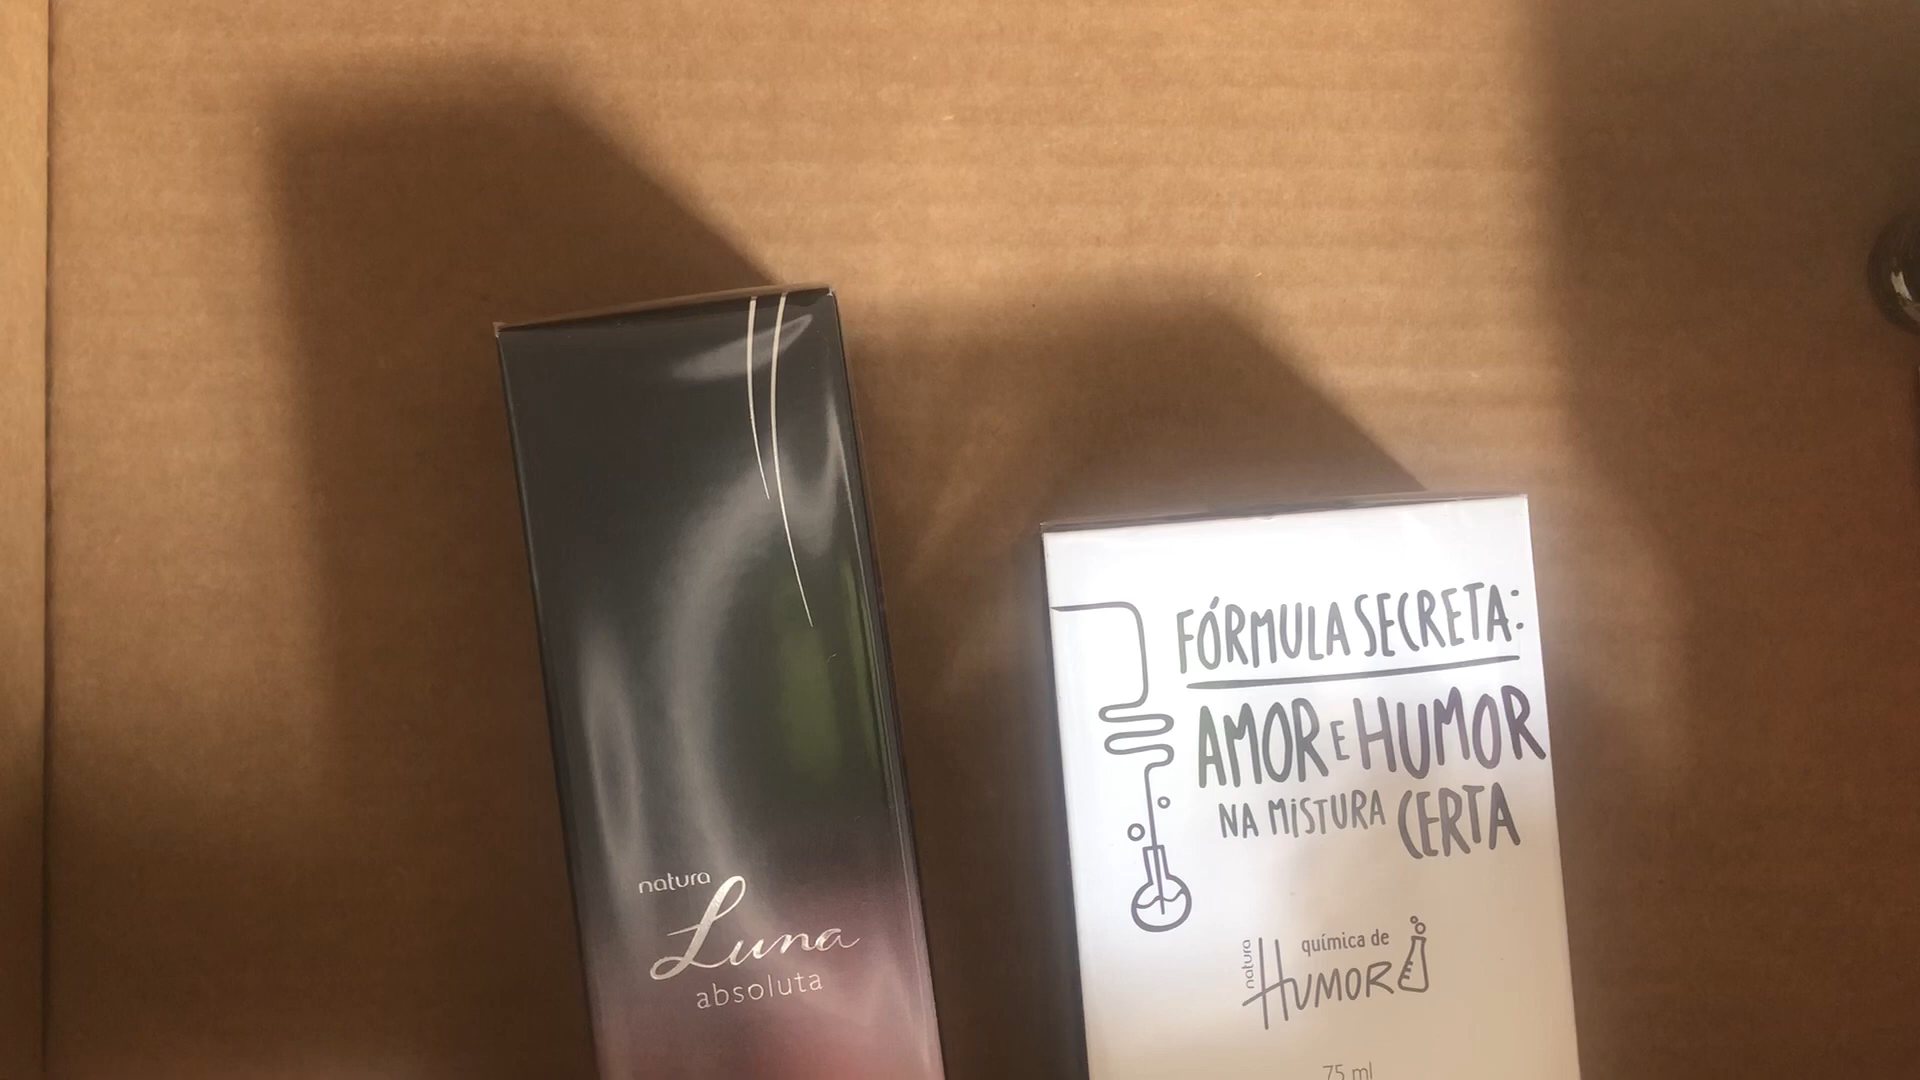 natura
Luna
absoluta
FÓRMULA SECRETA:
AMOR E HUMOR
NA MISTURA CERTA
natura
química de
HUMOR
75 ml